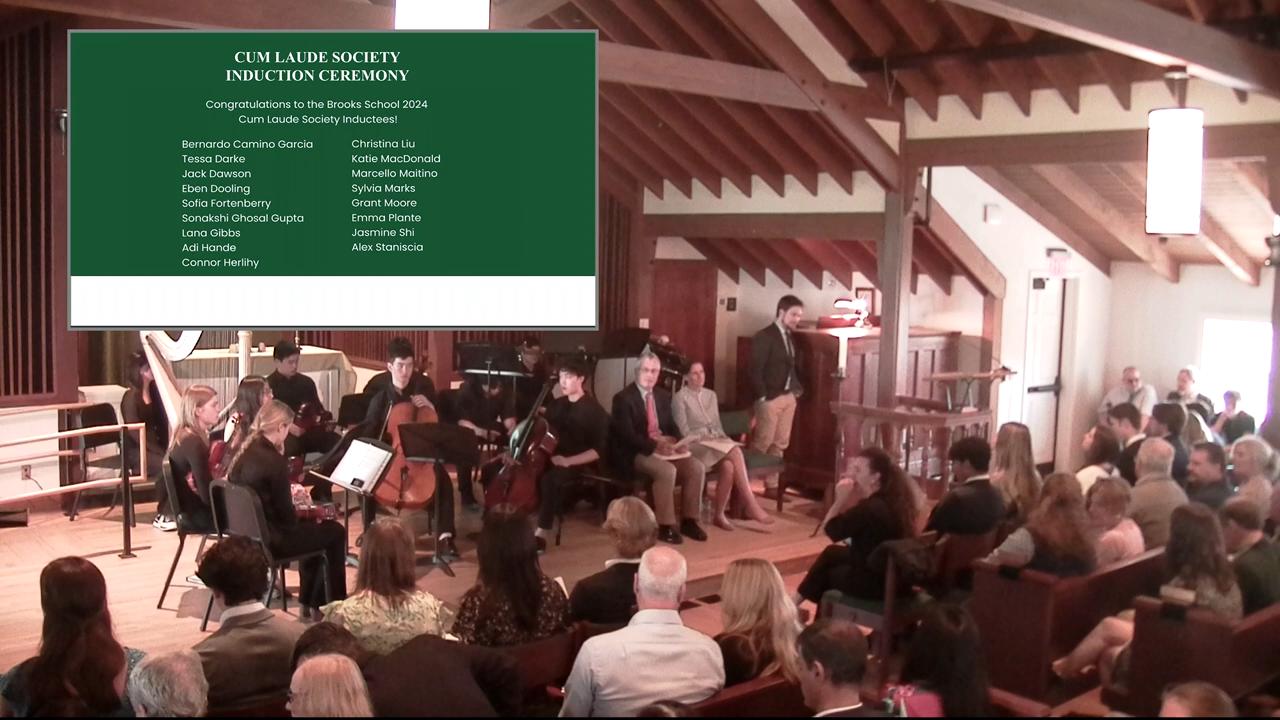 CUM LAUDE SOCIETY
INDUCTION CEREMONY
Congratulations to the Brooks School 2024
Cum Laude Society Inductees!
Bernardo Camino Garcia
Tessa Darke
Jack Dawson
Eben Dooling
Sofia Fortenberry
Sonakshi Ghosal Gupta
Lana Gibbs
Adi Hande
Connor Herlihy
Christina Liu
Katie MacDonald
Marcello Maitino
Sylvia Marks
Grant Moore
Emma Plante
Jasmine Shi
Alex Staniscia